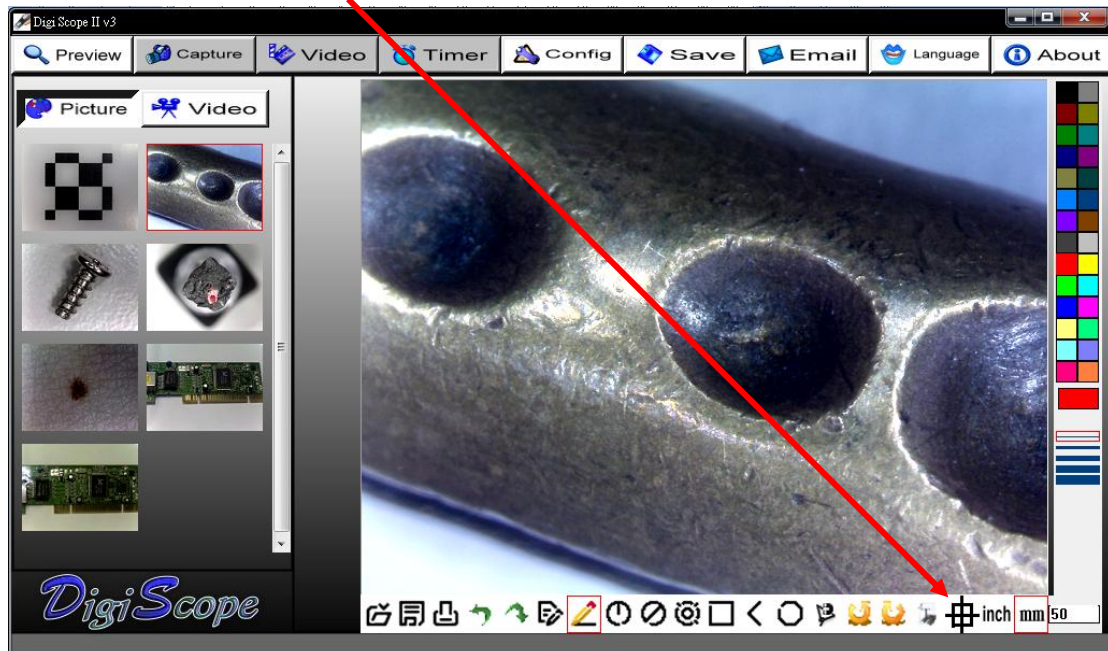 Digi Scope II v3
Preview Capture Video Timer Config Save Email Language About
Picture Video
DigiScope
inch mm 50